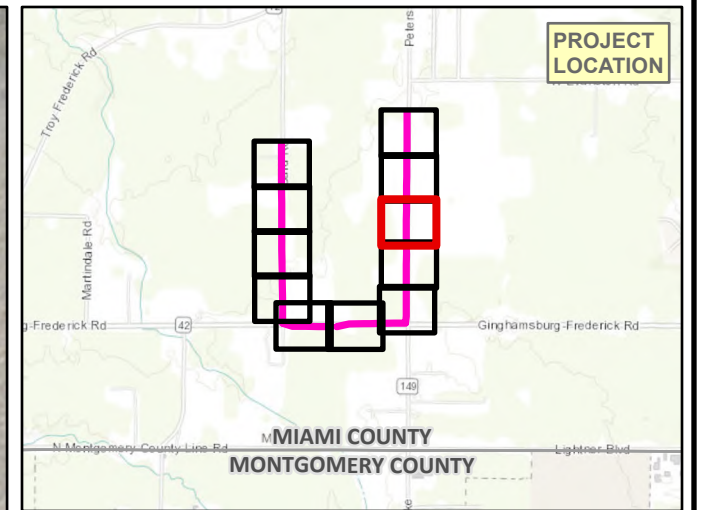 Peters
PROJECT
LOCATION
Troy-Frederick Rd
Martindale-Rd
g-Frederick Rd
42
Ginghamsburg-Frederick Rd
149
MIAMI COUNTY
N Montgomery County Line Rd
Lightner Blvd
MONTGOMERY COUNTY